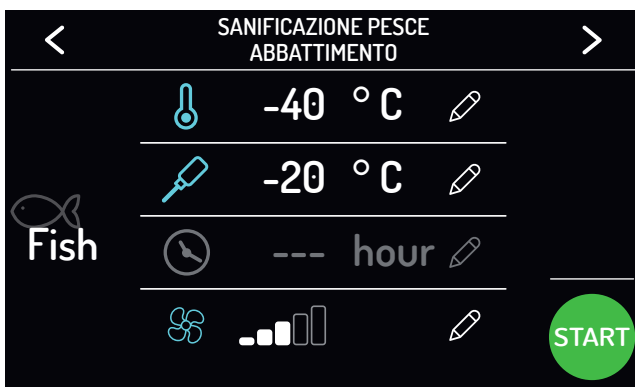 SANIFICAZIONE PESCE
ABBATTIMENTO
-40 °C
-20 °C
Fish
--- hour
START